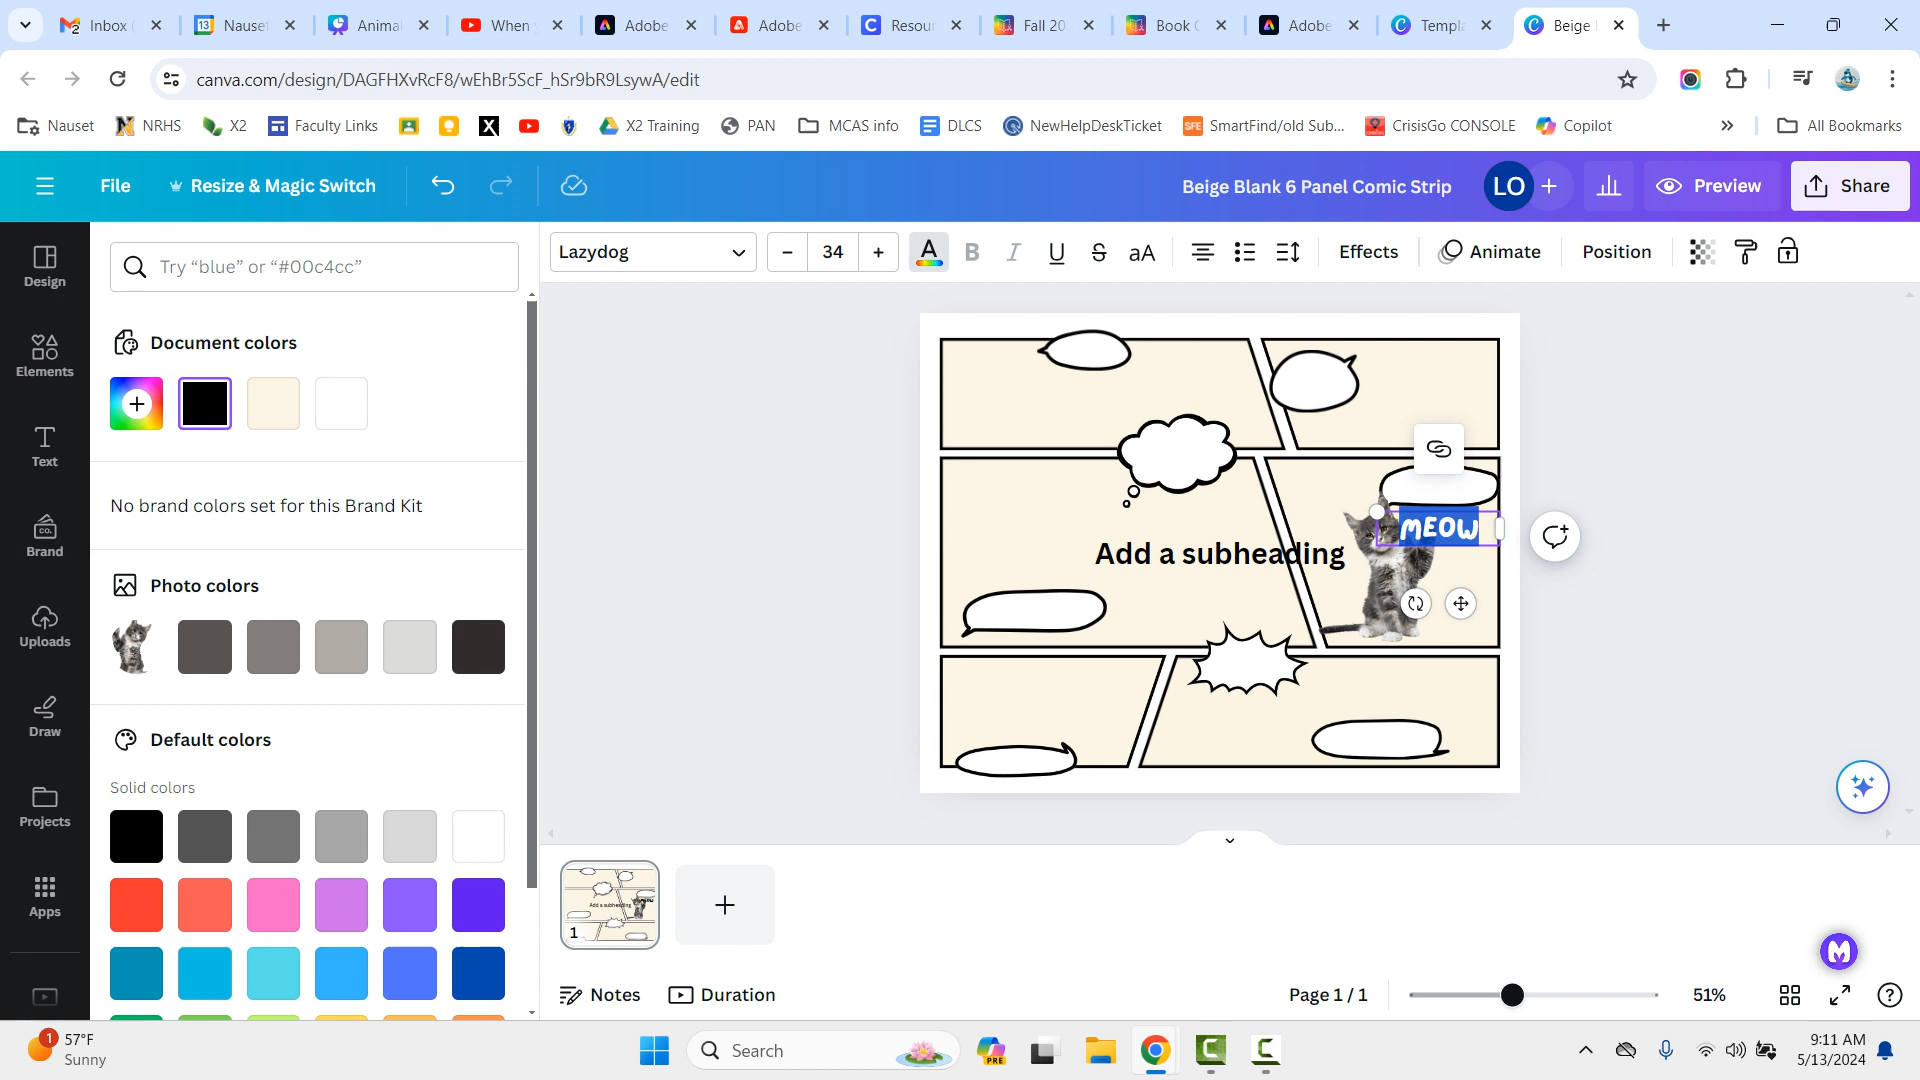 Inbox (
Nauset
Animal
When y
Adobe
Adobe
Resour
Fall 20
Book C
Adobe
Templa
Beige
canva.com/design/DAGFHXvRcF8/wEhBr5ScF_hSr9bR9LsywA/edit
Nauset
NRHS
X2
Faculty Links
X2 Training
PAN
MCAS info
DLCS
NewHelpDeskTicket
SmartFind/old Sub...
CrisisGo CONSOLE
Copilot
All Bookmarks
File
Resize & Magic Switch
Beige Blank 6 Panel Comic Strip
LO
Preview
Share
Design
Elements
Text
Brand
Uploads
Draw
Projects
Apps
Try “blue” or “#00c4cc”
Document colors
No brand colors set for this Brand Kit
Photo colors
Default colors
Solid colors
Lazydog
34
A
B
I
U
S
aA
Effects
Animate
Position
MEOW
Add a subheading
1
Notes
Duration
Page 1 / 1
51%
57°F
Sunny
Search
9:11 AM
5/13/2024